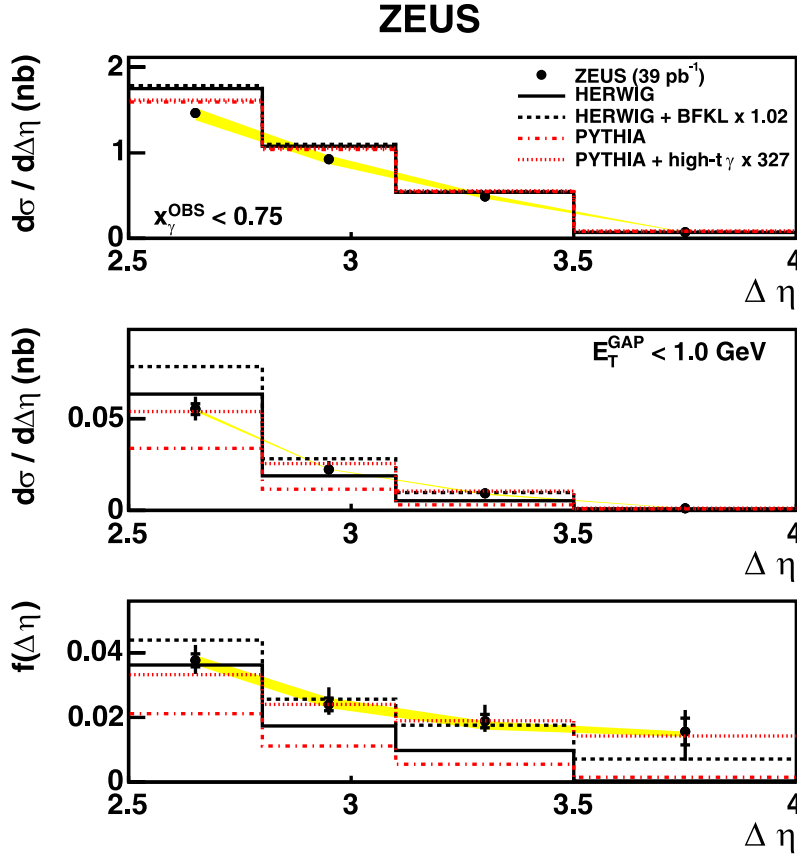 ZEUS
dσ / dΔη (nb)
2
1
0
ZEUS (39 pb⁻¹)
HERWIG
HERWIG + BFKL x 1.02
PYTHIA
PYTHIA + high-t γ x 327
xγ^OBS < 0.75
2.5 3 3.5 4
Δ η
dσ / dΔη (nb)
0.05
0
E_T^GAP < 1.0 GeV
2.5 3 3.5 4
Δ η
f(Δη)
0.04
0.02
0
2.5 3 3.5 4
Δ η